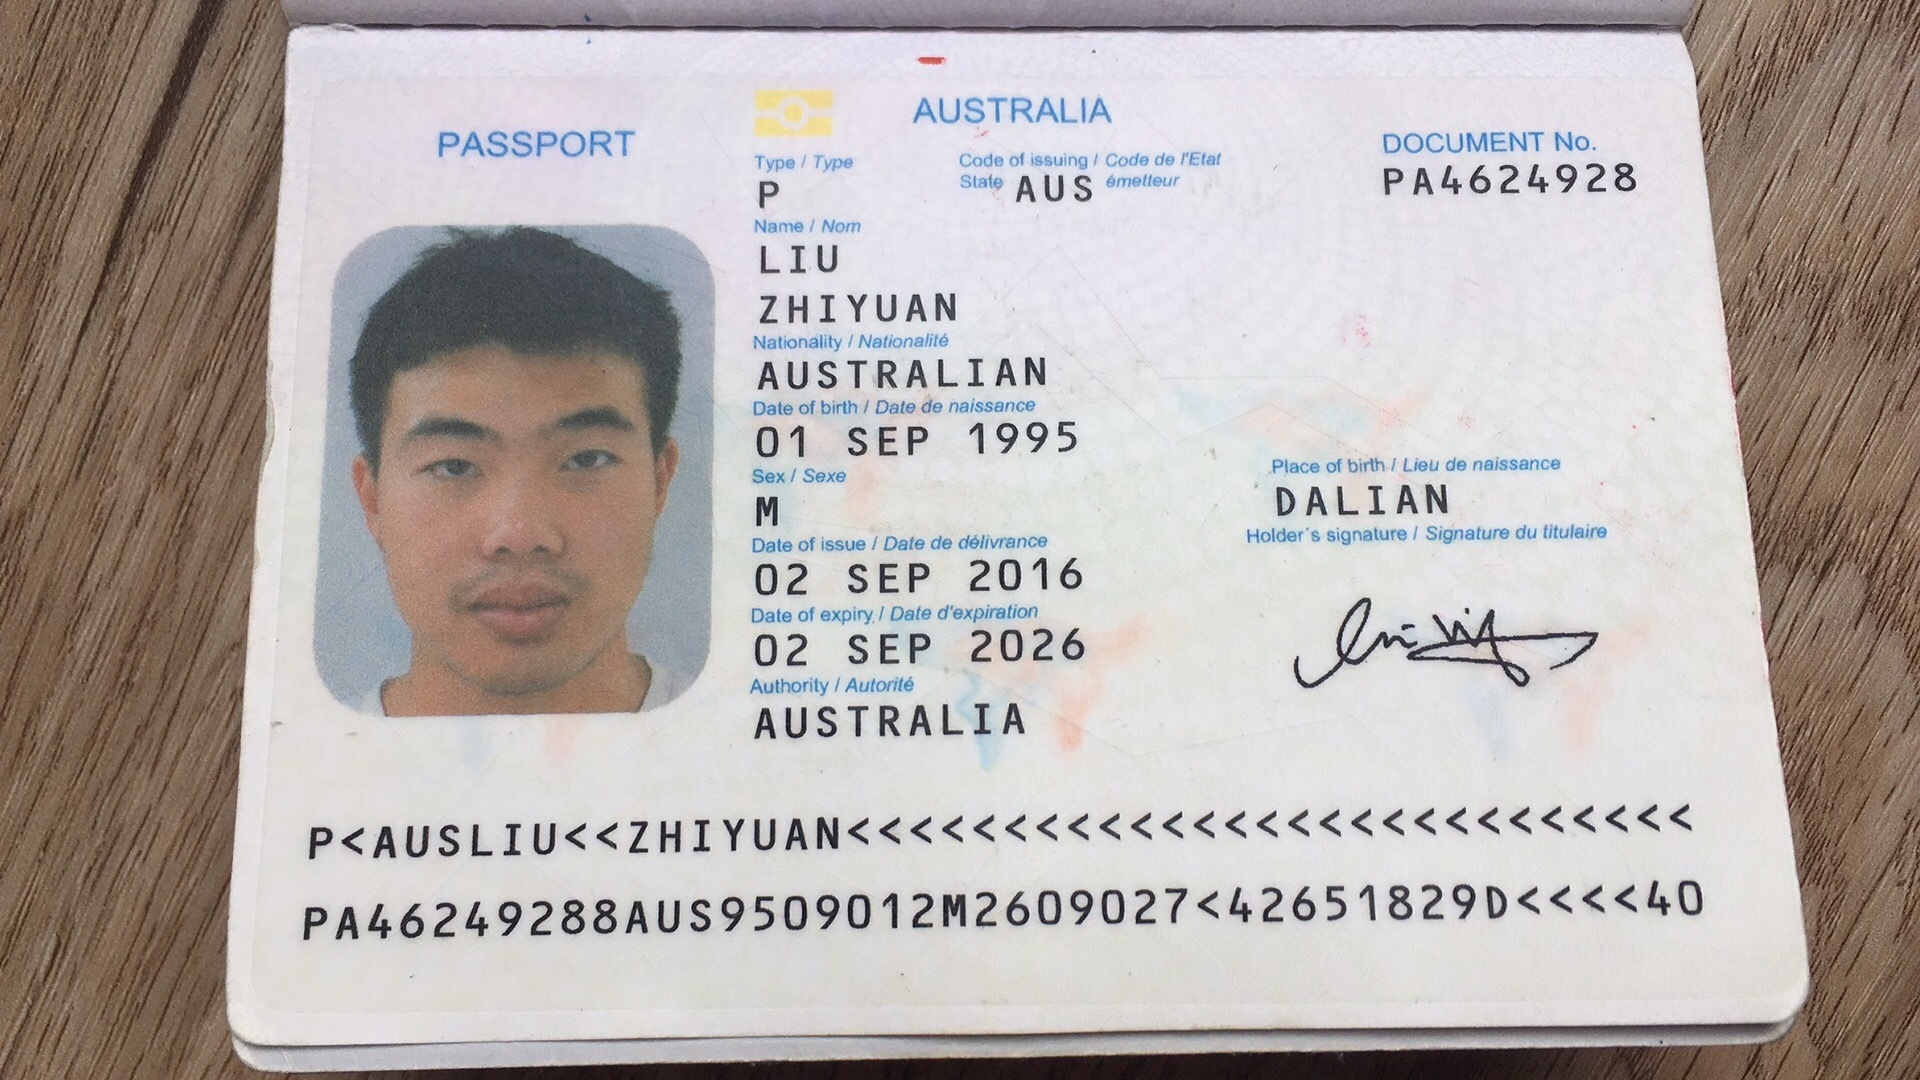 PASSPORT
AUSTRALIA
Type / Type
P
Code of issuing / Code de l'Etat
State AUS émetteur
DOCUMENT No.
PA4624928
Name / Nom
LIU
ZHIYUAN
Nationality / Nationalité
AUSTRALIAN
Date of birth / Date de naissance
01 SEP 1995
Sex / Sexe
M
Place of birth / Lieu de naissance
DALIAN
Date of issue / Date de délivrance
02 SEP 2016
Holder's signature / Signature du titulaire
Date of expiry / Date d'expiration
02 SEP 2026
Authority / Autorité
AUSTRALIA
P<AUSLIU<<ZHIYUAN<<<<<<<<<<<<<<<<<<<<<<<<<<<
PA46249288AUS9509012M2609027<42651829D<<<<40